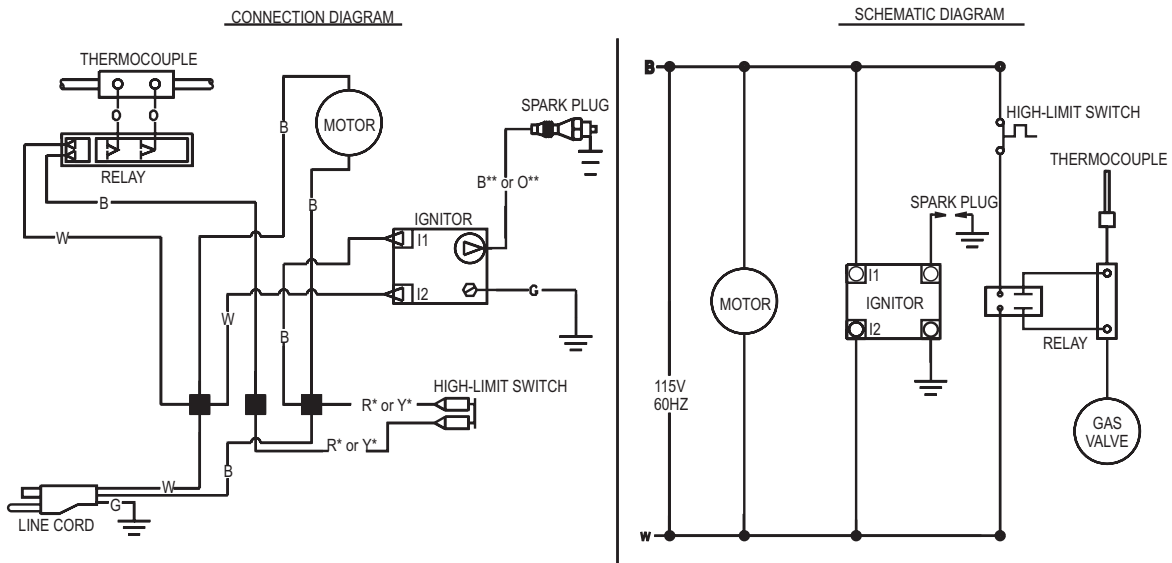 CONNECTION DIAGRAM
THERMOCOUPLE
O
O
RELAY
B
W
B
MOTOR
B
SPARK PLUG
B** or O**
IGNITOR
I1
I2
G
W
B
HIGH-LIMIT SWITCH
R* or Y*
R* or Y*
B
W
G
LINE CORD
SCHEMATIC DIAGRAM
B
HIGH-LIMIT SWITCH
THERMOCOUPLE
SPARK PLUG
I1
IGNITOR
I2
MOTOR
RELAY
115V
60HZ
GAS
VALVE
W